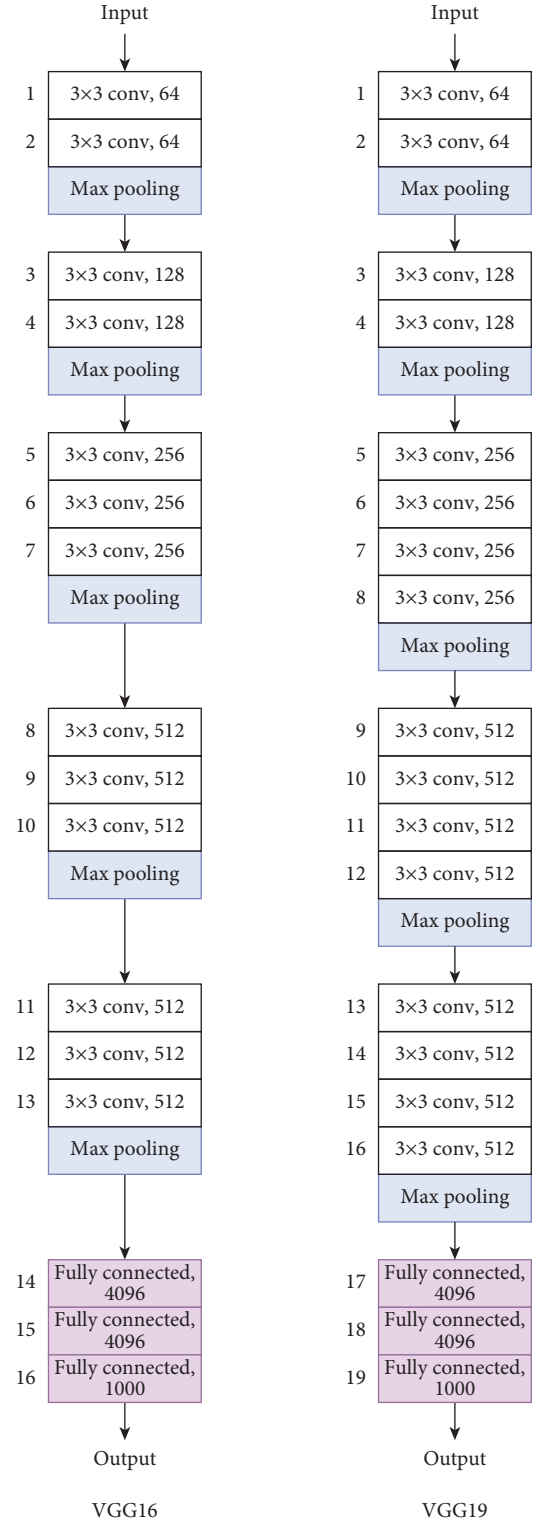 Input
1 3×3 conv, 64
2 3×3 conv, 64
Max pooling
3 3×3 conv, 128
4 3×3 conv, 128
Max pooling
5 3×3 conv, 256
6 3×3 conv, 256
7 3×3 conv, 256
Max pooling
8 3×3 conv, 512
9 3×3 conv, 512
10 3×3 conv, 512
Max pooling
11 3×3 conv, 512
12 3×3 conv, 512
13 3×3 conv, 512
Max pooling
14 Fully connected,
4096
15 Fully connected,
4096
16 Fully connected,
1000
Output
VGG16
Input
1 3×3 conv, 64
2 3×3 conv, 64
Max pooling
3 3×3 conv, 128
4 3×3 conv, 128
Max pooling
5 3×3 conv, 256
6 3×3 conv, 256
7 3×3 conv, 256
8 3×3 conv, 256
Max pooling
9 3×3 conv, 512
10 3×3 conv, 512
11 3×3 conv, 512
12 3×3 conv, 512
Max pooling
13 3×3 conv, 512
14 3×3 conv, 512
15 3×3 conv, 512
16 3×3 conv, 512
Max pooling
17 Fully connected,
4096
18 Fully connected,
4096
19 Fully connected,
1000
Output
VGG19